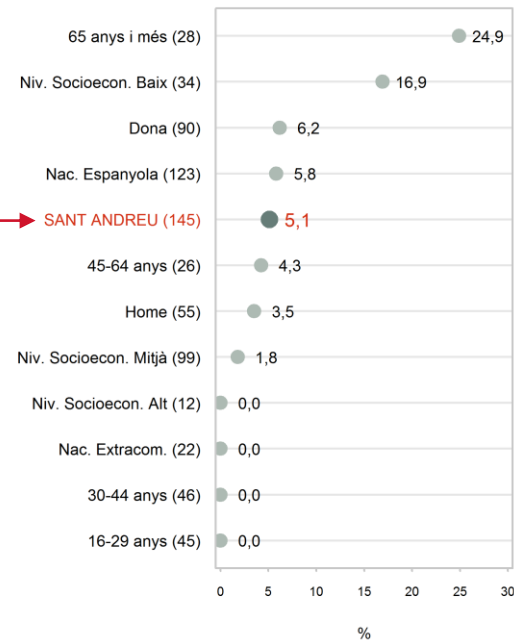 65 anys i més (28) 24,9
Niv. Socioecon. Baix (34) 16,9
Dona (90) 6,2
Nac. Espanyola (123) 5,8
SANT ANDREU (145) 5,1
45-64 anys (26) 4,3
Home (55) 3,5
Niv. Socioecon. Mitjà (99) 1,8
Niv. Socioecon. Alt (12) 0,0
Nac. Extracom. (22) 0,0
30-44 anys (46) 0,0
16-29 anys (45) 0,0
0 5 10 15 20 25 30
%